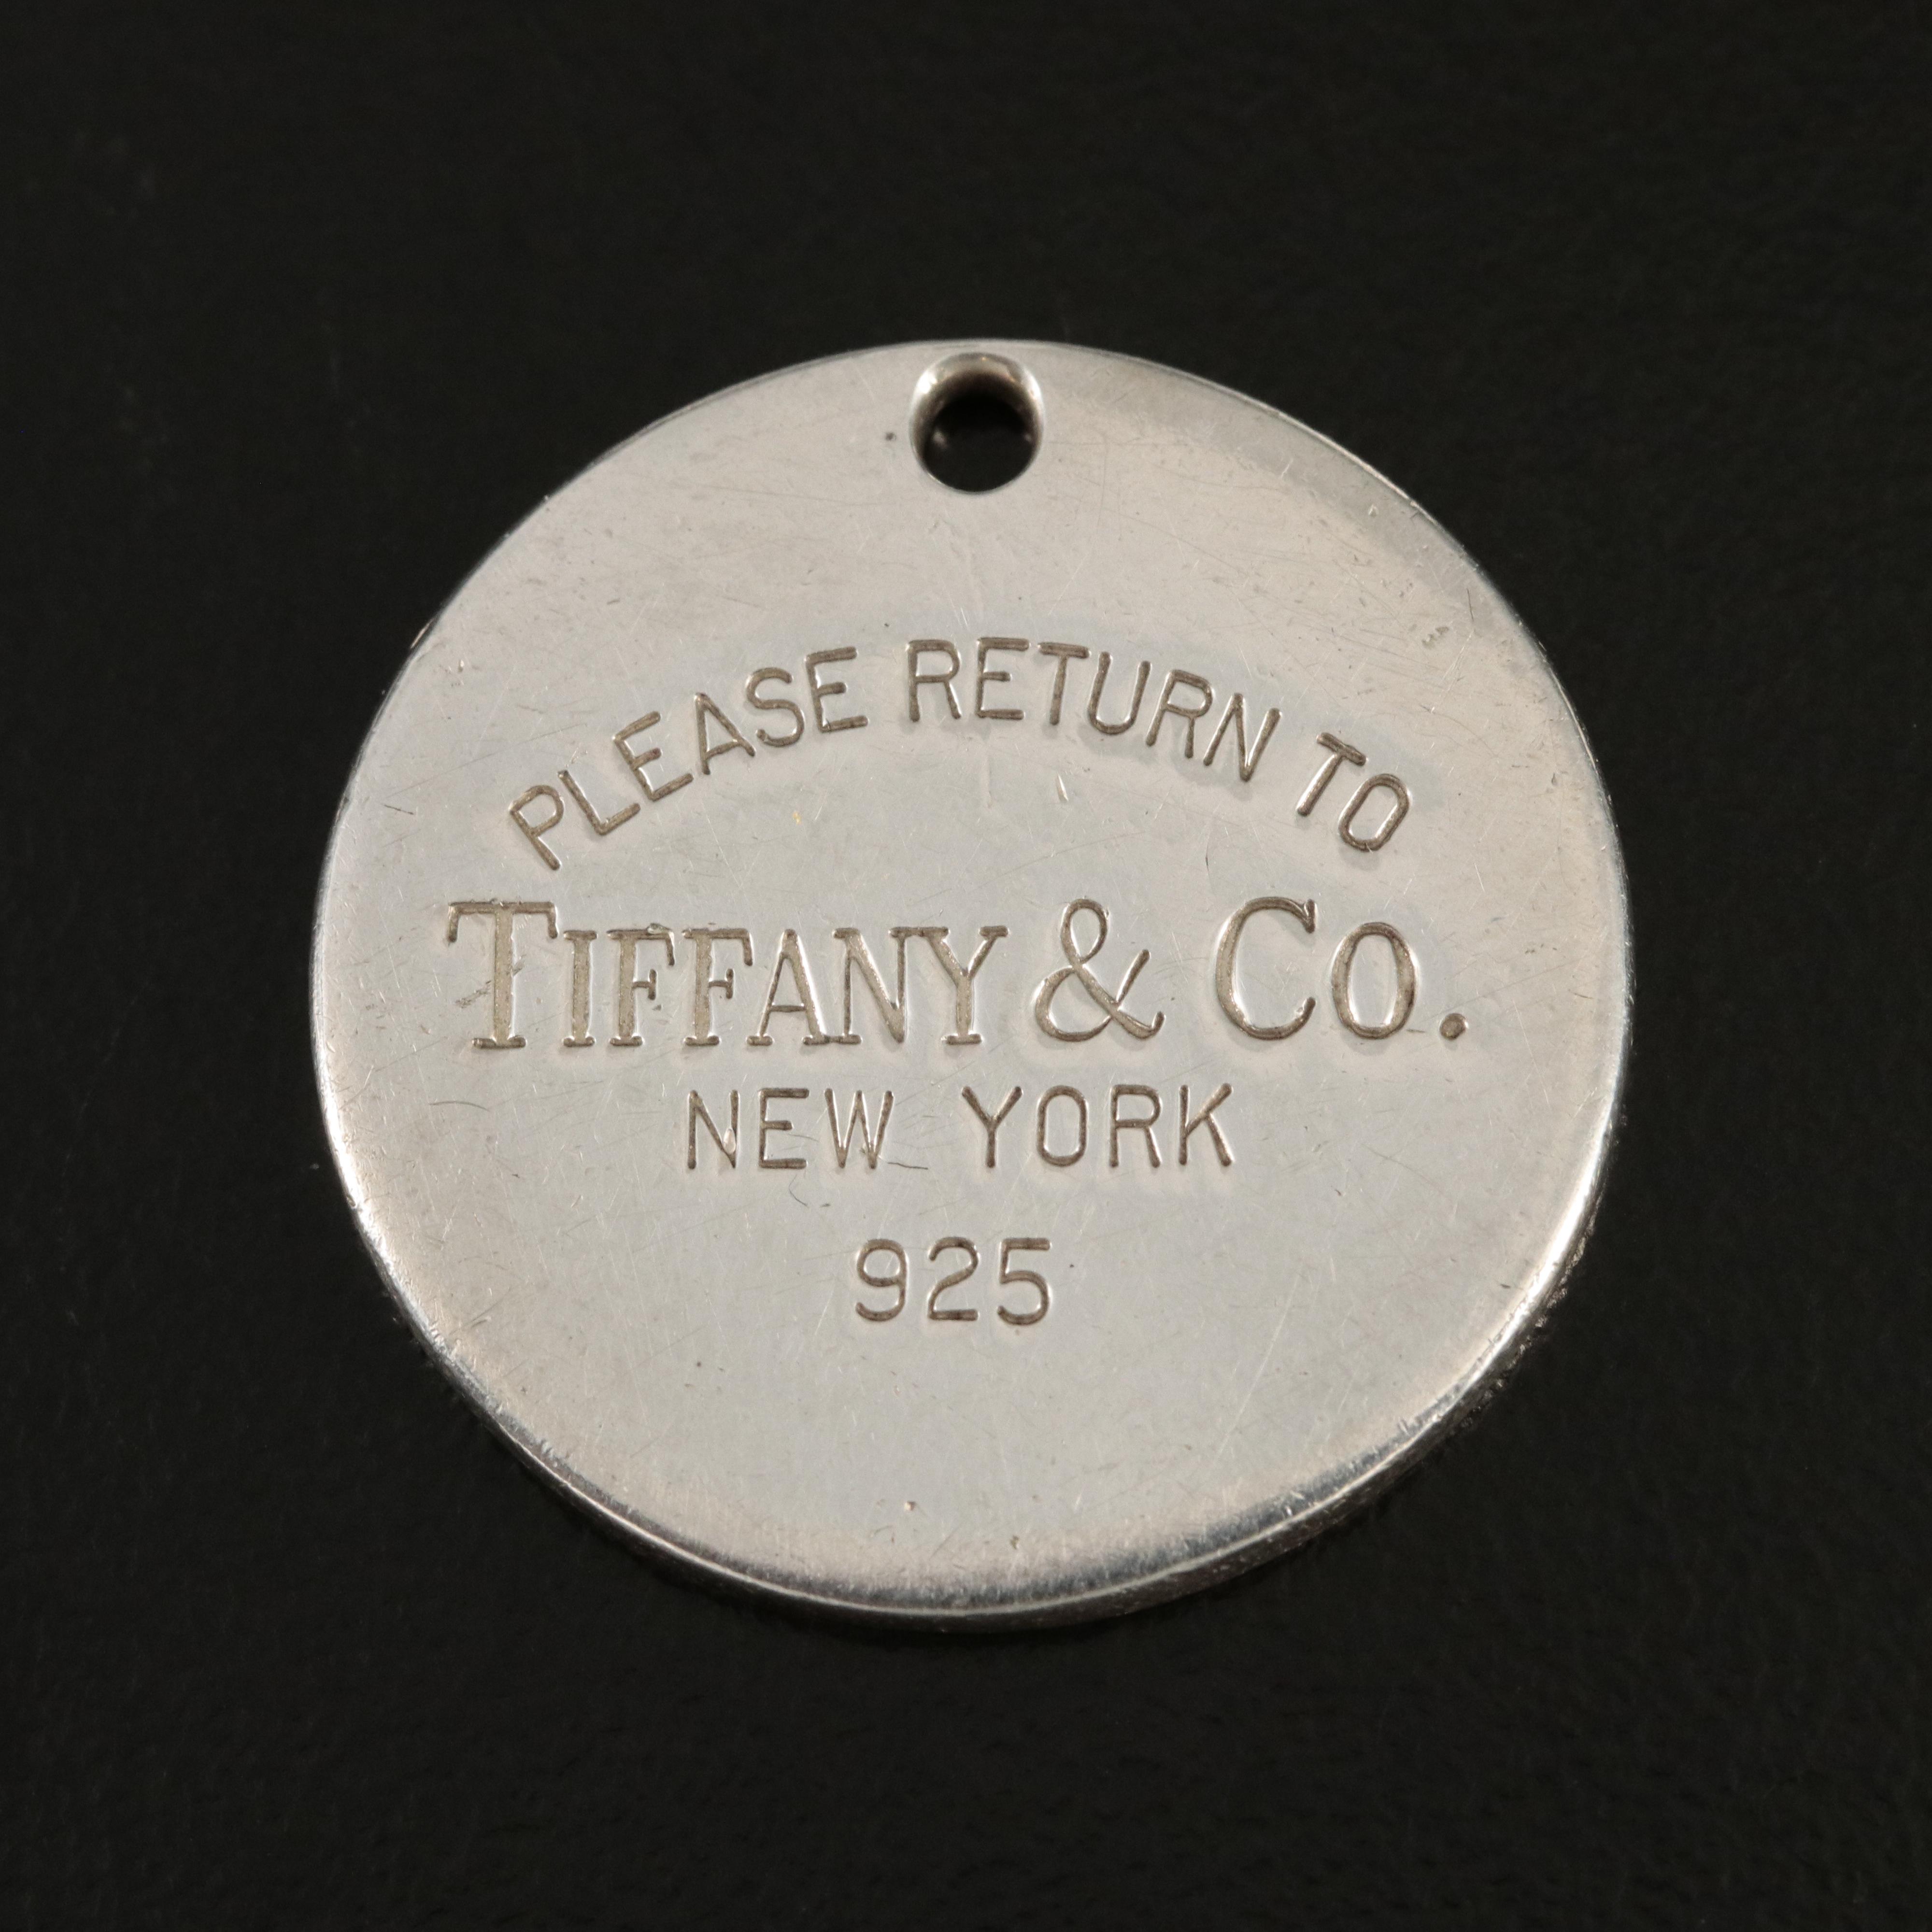 PLEASE RETURN TO
TIFFANY & CO.
NEW YORK
925